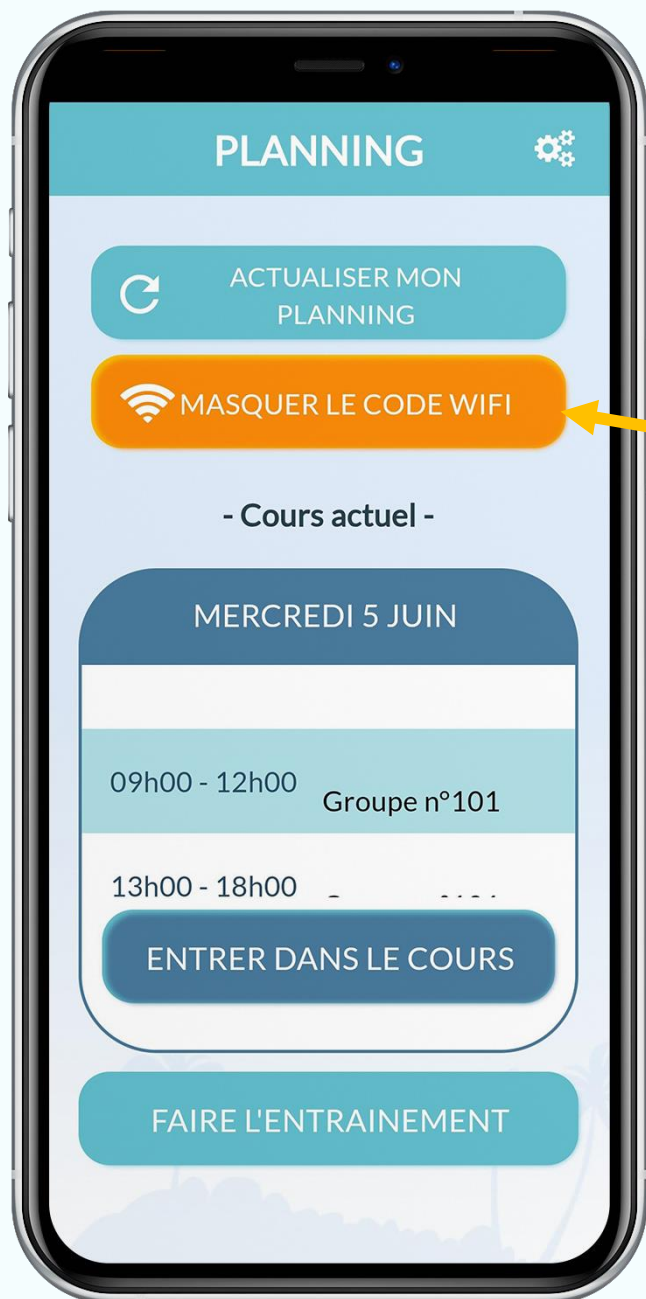 PLANNING
ACTUALISER MON
PLANNING
MASQUER LE CODE WIFI
- Cours actuel -
MERCREDI 5 JUIN
09h00 - 12h00 Groupe n°101
13h00 - 18h00
ENTRER DANS LE COURS
FAIRE L'ENTRAINEMENT